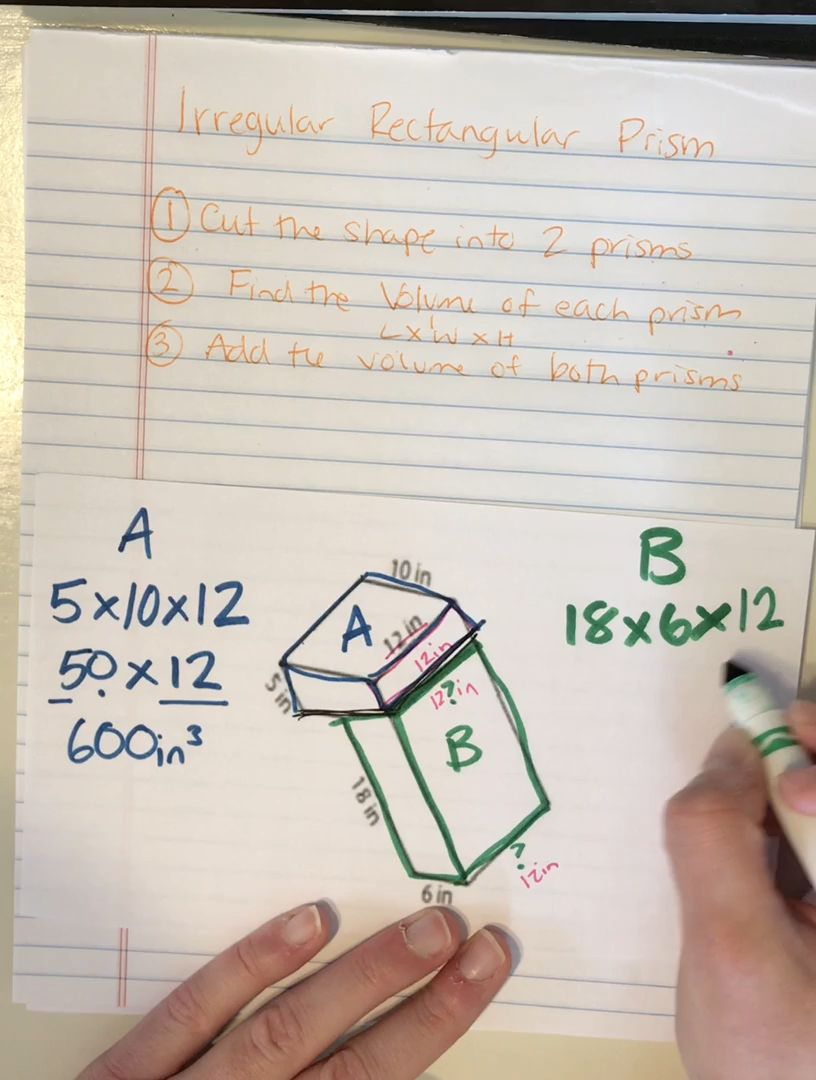 Irregular Rectangular Prism
① Cut the shape into 2 prisms
② Find the Volume of each prism
L x W x H
③ Add the volume of both prisms
A
5x10x12
50 x 12
600in³
10 in
A
12 in
12in
5 in
12?in
B
18 in
?
12in
6 in
B
18x6x12